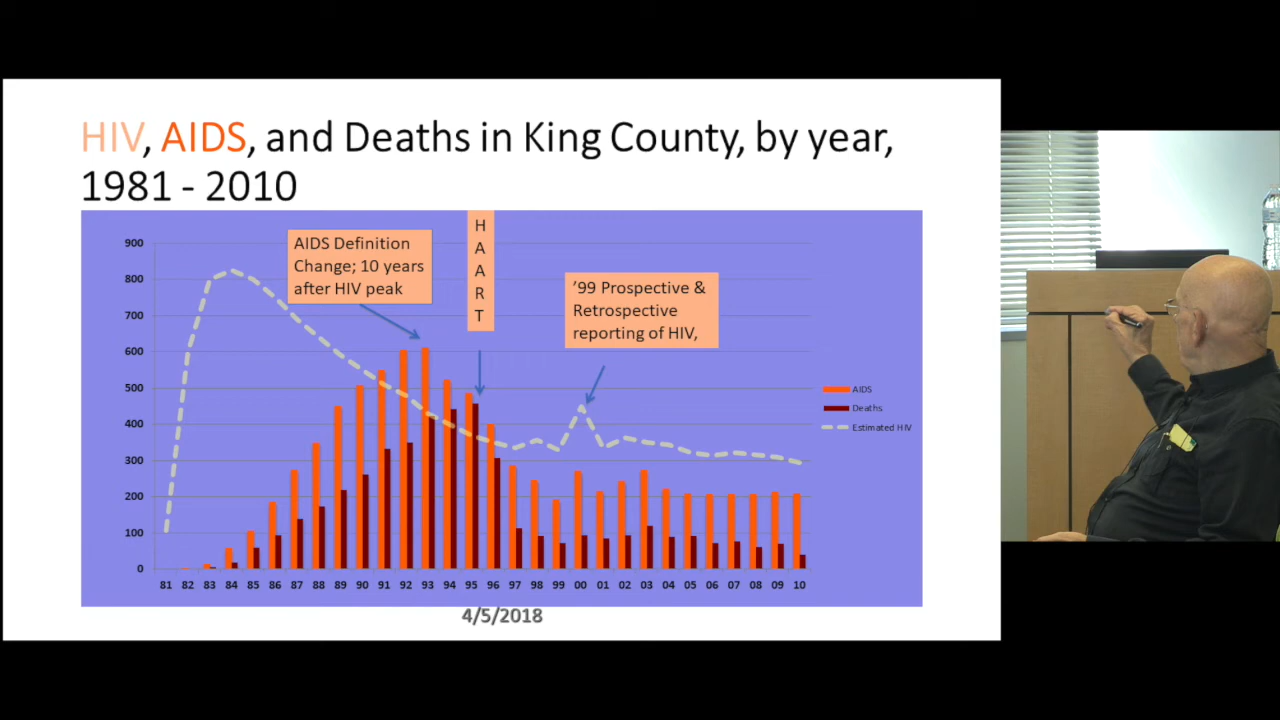 HIV, AIDS, and Deaths in King County, by year,
1981 - 2010
AIDS Definition
Change; 10 years
after HIV peak
H
A
A
R
T
’99 Prospective &
Retrospective
reporting of HIV,
900
800
700
600
500
400
300
200
100
0
81 82 83 84 85 86 87 88 89 90 91 92 93 94 95 96 97 98 99 00 01 02 03 04 05 06 07 08 09 10
AIDS
Deaths
Estimated HIV
4/5/2018